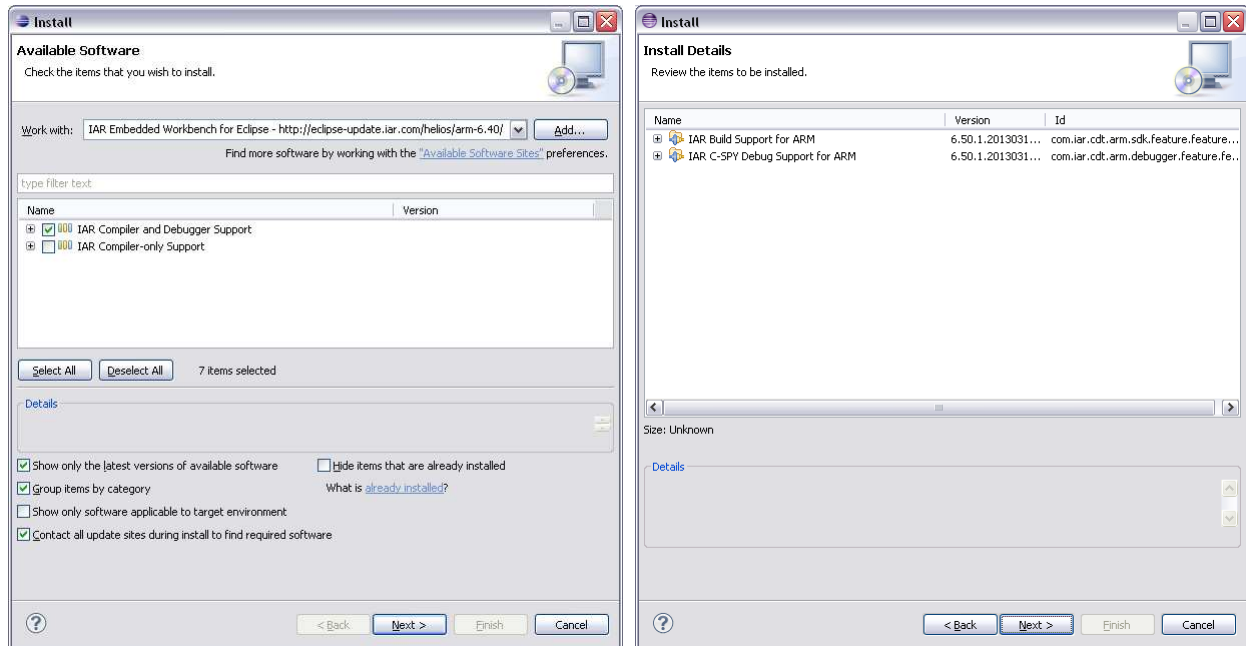 Install
Available Software
Check the items that you wish to install.
Work with: IAR Embedded Workbench for Eclipse - http://eclipse-update.iar.com/helios/arm-6.40/ Add...
Find more software by working with the "Available Software Sites" preferences.
type filter text
Name Version
IAR Compiler and Debugger Support
IAR Compiler-only Support
Select All Deselect All 7 items selected
Details
Show only the latest versions of available software Hide items that are already installed
Group items by category What is already installed?
Show only software applicable to target environment
Contact all update sites during install to find required software
< Back Next > Finish Cancel
Install
Install Details
Review the items to be installed.
Name Version Id
IAR Build Support for ARM 6.50.1.2013031... com.iar.cdt.arm.sdk.feature.feature...
IAR C-SPY Debug Support for ARM 6.50.1.2013031... com.iar.cdt.arm.debugger.feature.fe...
Size: Unknown
Details
< Back Next > Finish Cancel